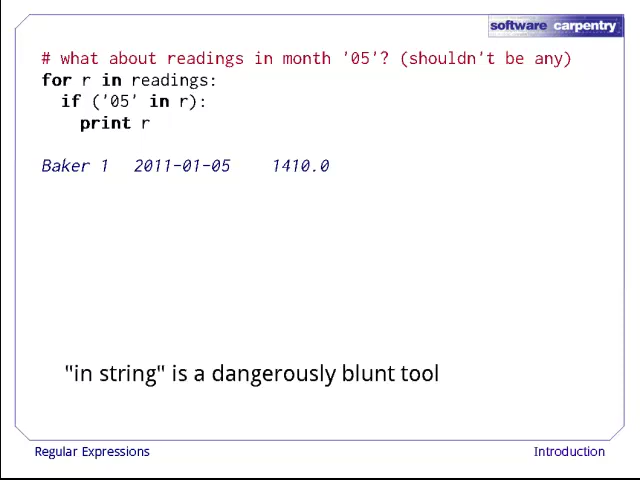 software carpentry
# what about readings in month '05'? (shouldn't be any)
for r in readings:
if ('05' in r):
print r
Baker 1 2011-01-05 1410.0
"in string" is a dangerously blunt tool
Regular Expressions Introduction